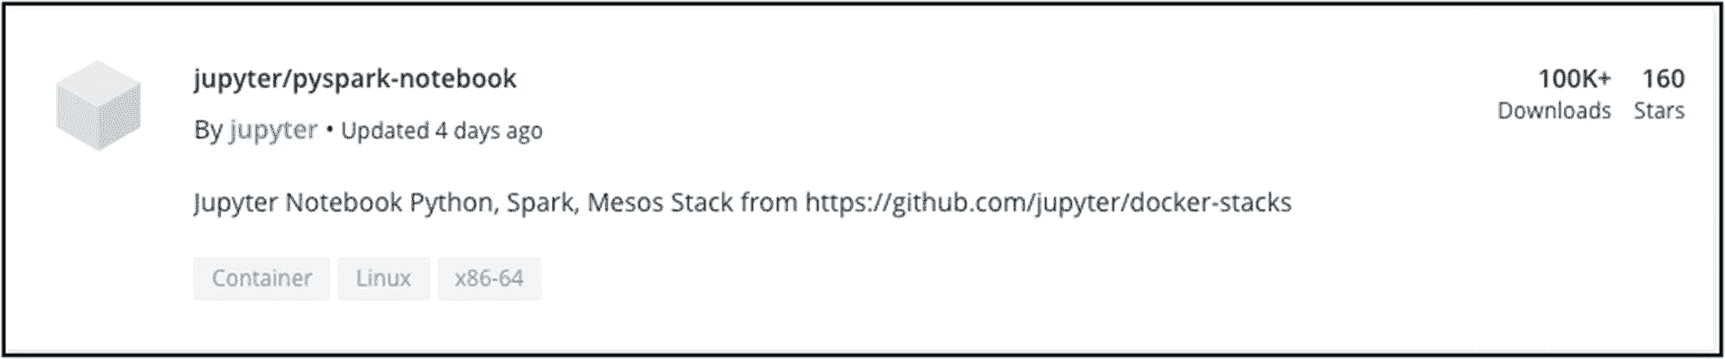 jupyter/pyspark-notebook
100K+ 160
Downloads Stars
By jupyter • Updated 4 days ago
Jupyter Notebook Python, Spark, Mesos Stack from https://github.com/jupyter/docker-stacks
Container Linux x86-64